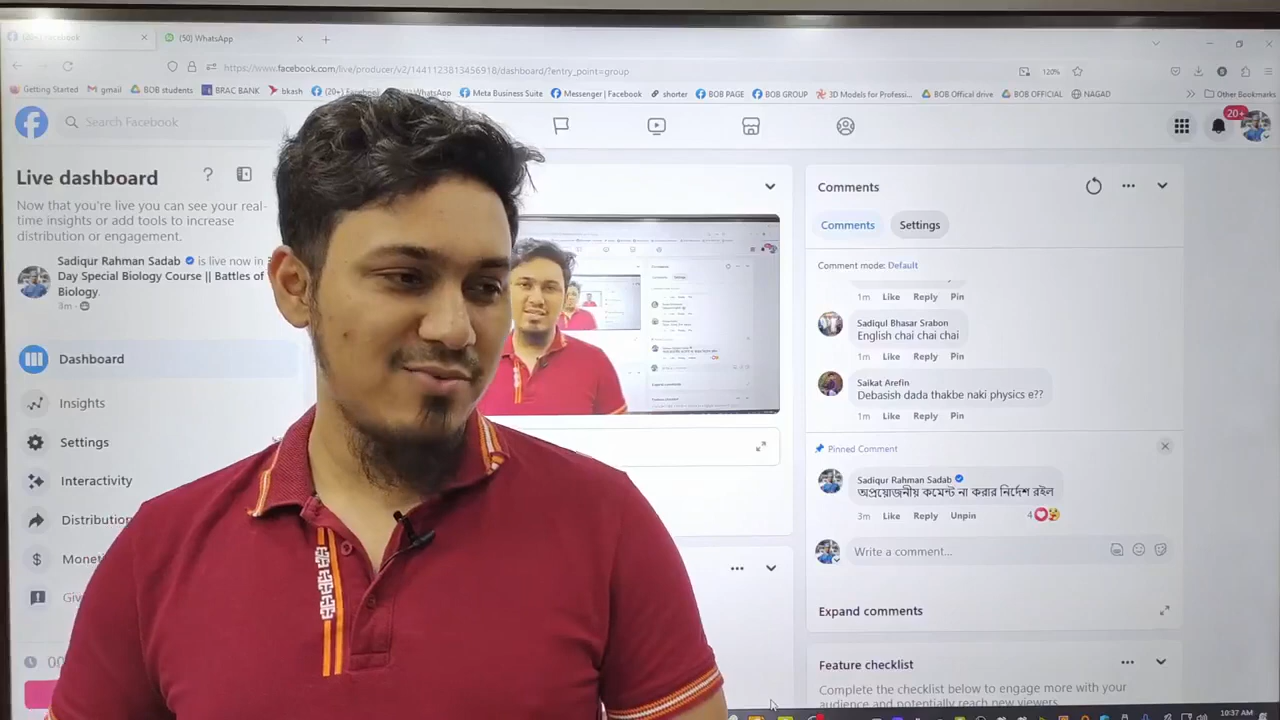 (50) WhatsApp
https://www.facebook.com/live/producer/v2/1441123813456918/dashboard/?entry_point=group
120%
Getting Started
gmail
BOB students
BRAC BANK
bkash
(20+) Facebook
WhatsApp
Meta Business Suite
Messenger | Facebook
shorter
BOB PAGE
BOB GROUP
3D Models for Professi...
BOB Offical drive
BOB OFFICIAL
NAGAD
Other Bookmarks
Search Facebook
20+
Live dashboard
Now that you're live you can see your real-
time insights or add tools to increase
distribution or engagement.
Sadiqur Rahman Sadab is live now in
Day Special Biology Course || Battles of
Biology.
3m
Dashboard
Insights
Settings
Interactivity
Distribution
Comments
Comments
Settings
Comment mode: Default
1m Like Reply Pin
Sadiqul Bhasar Srabon
English chai chai chai
1m Like Reply Pin
Saikat Arefin
Debasish dada thakbe naki physics e??
1m Like Reply Pin
Pinned Comment
Sadiqur Rahman Sadab
অপ্রয়োজনীয় কমেন্ট না করার নির্দেশ রইল
3m Like Reply Unpin 4
Write a comment...
Expand comments
Feature checklist
Complete the checklist below to engage more with your
audience and potentially reach new viewers.
10:37 AM